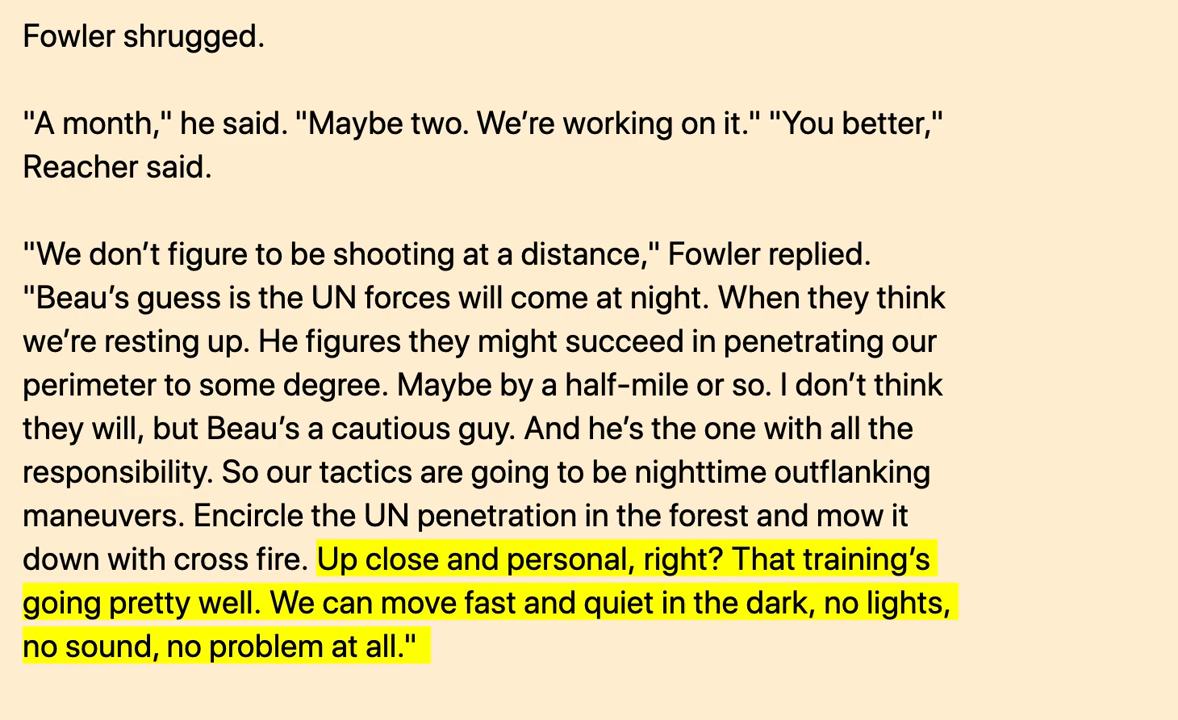 Fowler shrugged.
"A month," he said. "Maybe two. We’re working on it." "You better,"
Reacher said.
"We don’t figure to be shooting at a distance," Fowler replied.
"Beau’s guess is the UN forces will come at night. When they think
we’re resting up. He figures they might succeed in penetrating our
perimeter to some degree. Maybe by a half-mile or so. I don’t think
they will, but Beau’s a cautious guy. And he’s the one with all the
responsibility. So our tactics are going to be nighttime outflanking
maneuvers. Encircle the UN penetration in the forest and mow it
down with cross fire. Up close and personal, right? That training’s
going pretty well. We can move fast and quiet in the dark, no lights,
no sound, no problem at all."